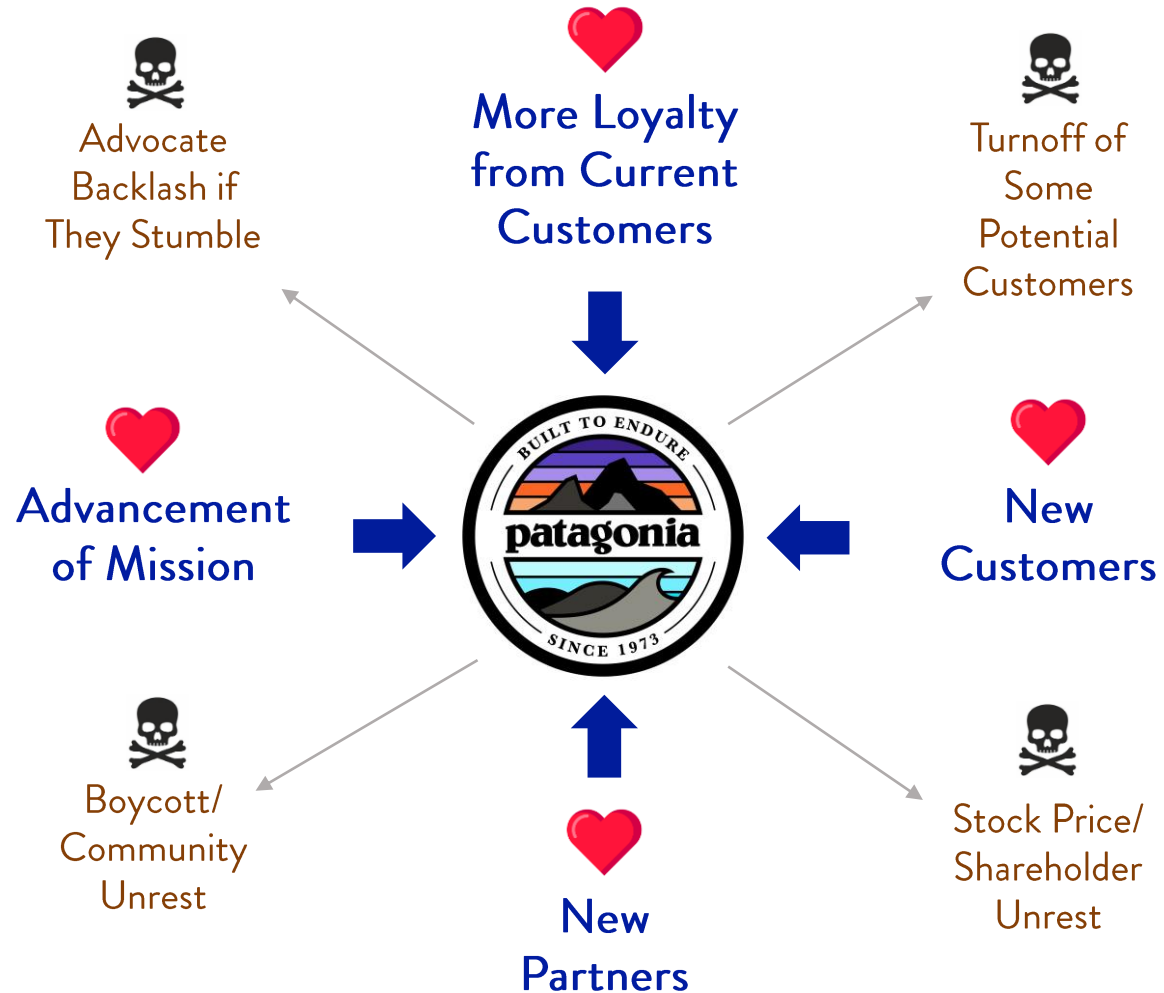 Advocate
Backlash if
They Stumble
More Loyalty
from Current
Customers
Turnoff of
Some
Potential
Customers
Advancement
of Mission
BUILT TO ENDURE
patagonia
SINCE 1973
New
Customers
Boycott/
Community
Unrest
New
Partners
Stock Price/
Shareholder
Unrest